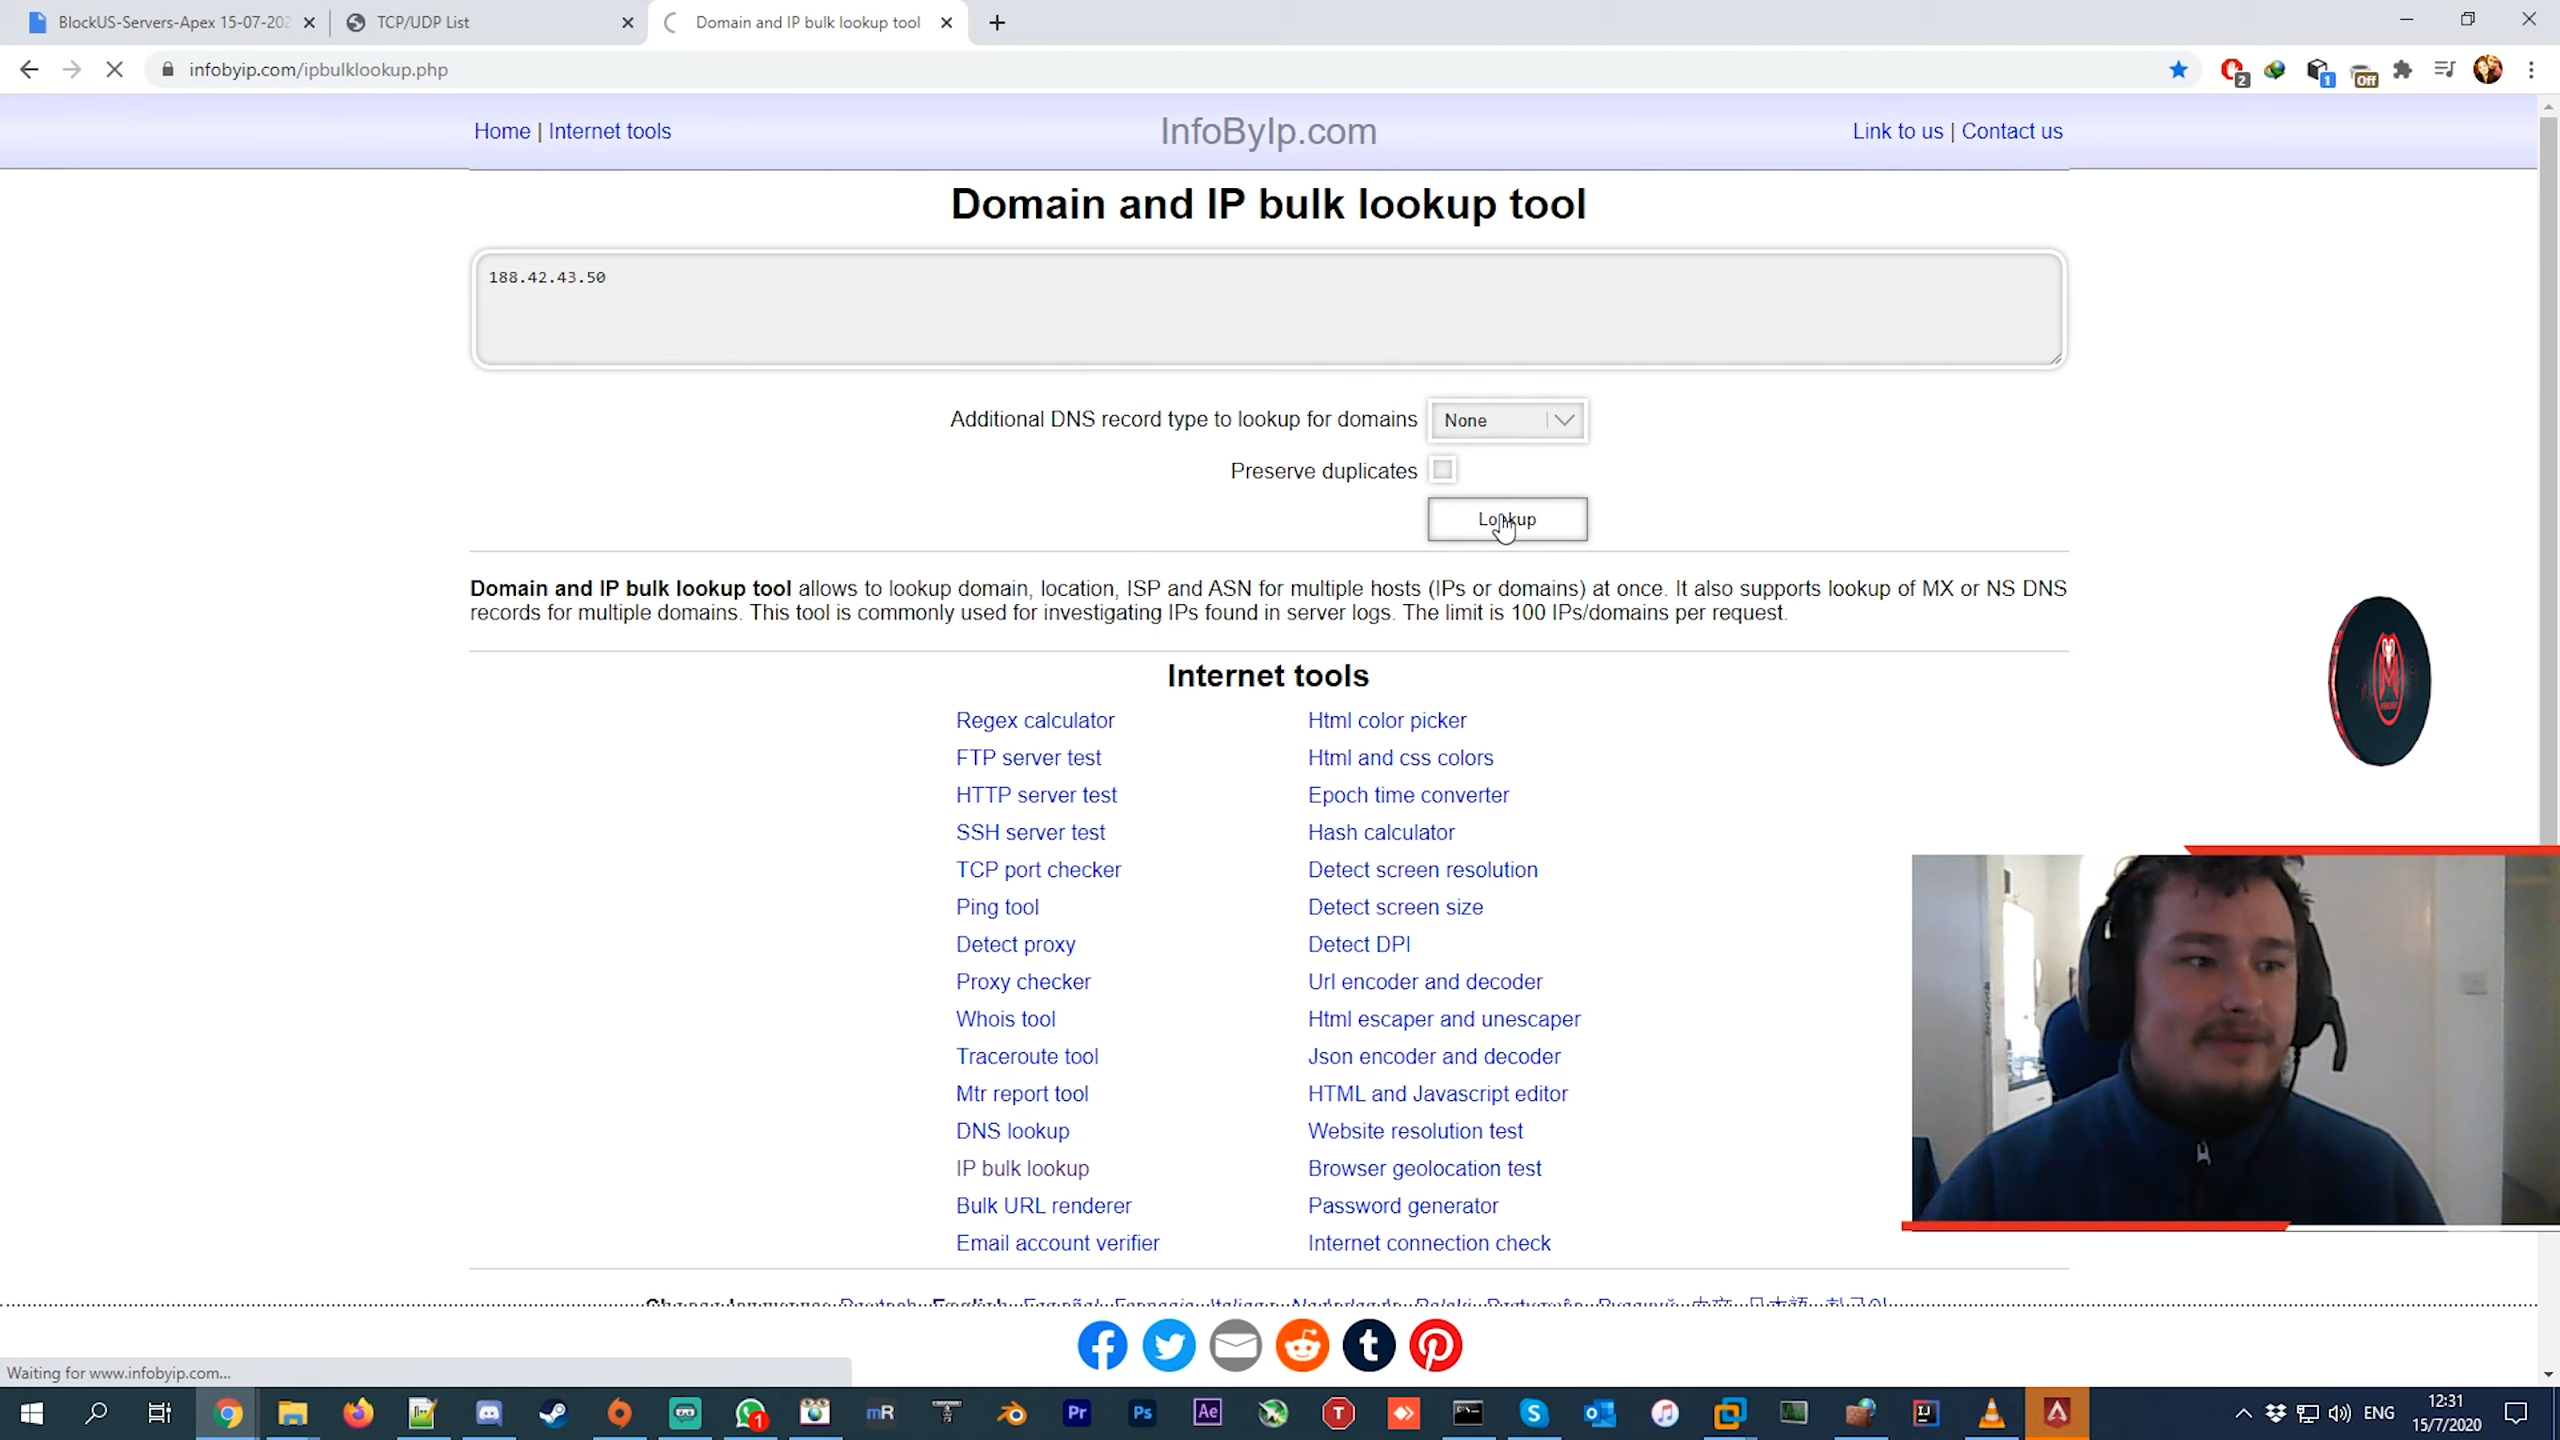 BlockUS-Servers-Apex 15-07-202
TCP/UDP List
Domain and IP bulk lookup tool
infobyip.com/ipbulklookup.php
2
1
Off
Home | Internet tools
InfoByIp.com
Link to us | Contact us
Domain and IP bulk lookup tool
188.42.43.50
Additional DNS record type to lookup for domains
None
Preserve duplicates
Lookup
Domain and IP bulk lookup tool allows to lookup domain, location, ISP and ASN for multiple hosts (IPs or domains) at once. It also supports lookup of MX or NS DNS
records for multiple domains. This tool is commonly used for investigating IPs found in server logs. The limit is 100 IPs/domains per request.
Internet tools
Regex calculator
Html color picker
FTP server test
Html and css colors
HTTP server test
Epoch time converter
SSH server test
Hash calculator
TCP port checker
Detect screen resolution
Ping tool
Detect screen size
Detect proxy
Detect DPI
Proxy checker
Url encoder and decoder
Whois tool
Html escaper and unescaper
Traceroute tool
Json encoder and decoder
Mtr report tool
HTML and Javascript editor
DNS lookup
Website resolution test
IP bulk lookup
Browser geolocation test
Bulk URL renderer
Password generator
Email account verifier
Internet connection check
Waiting for www.infobyip.com...
1
mR
Pr
Ps
Ae
T
IJ
ENG
12:31
15/7/2020